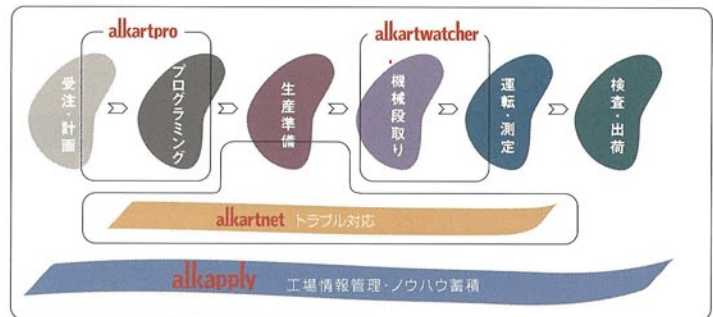 alkartpro
alkartwatcher
受注・計画
プログラミング
生産準備
機械段取り
運転・測定
検査・出荷
alkartnet トラブル対応
alkapply 工場情報管理・ノウハウ蓄積